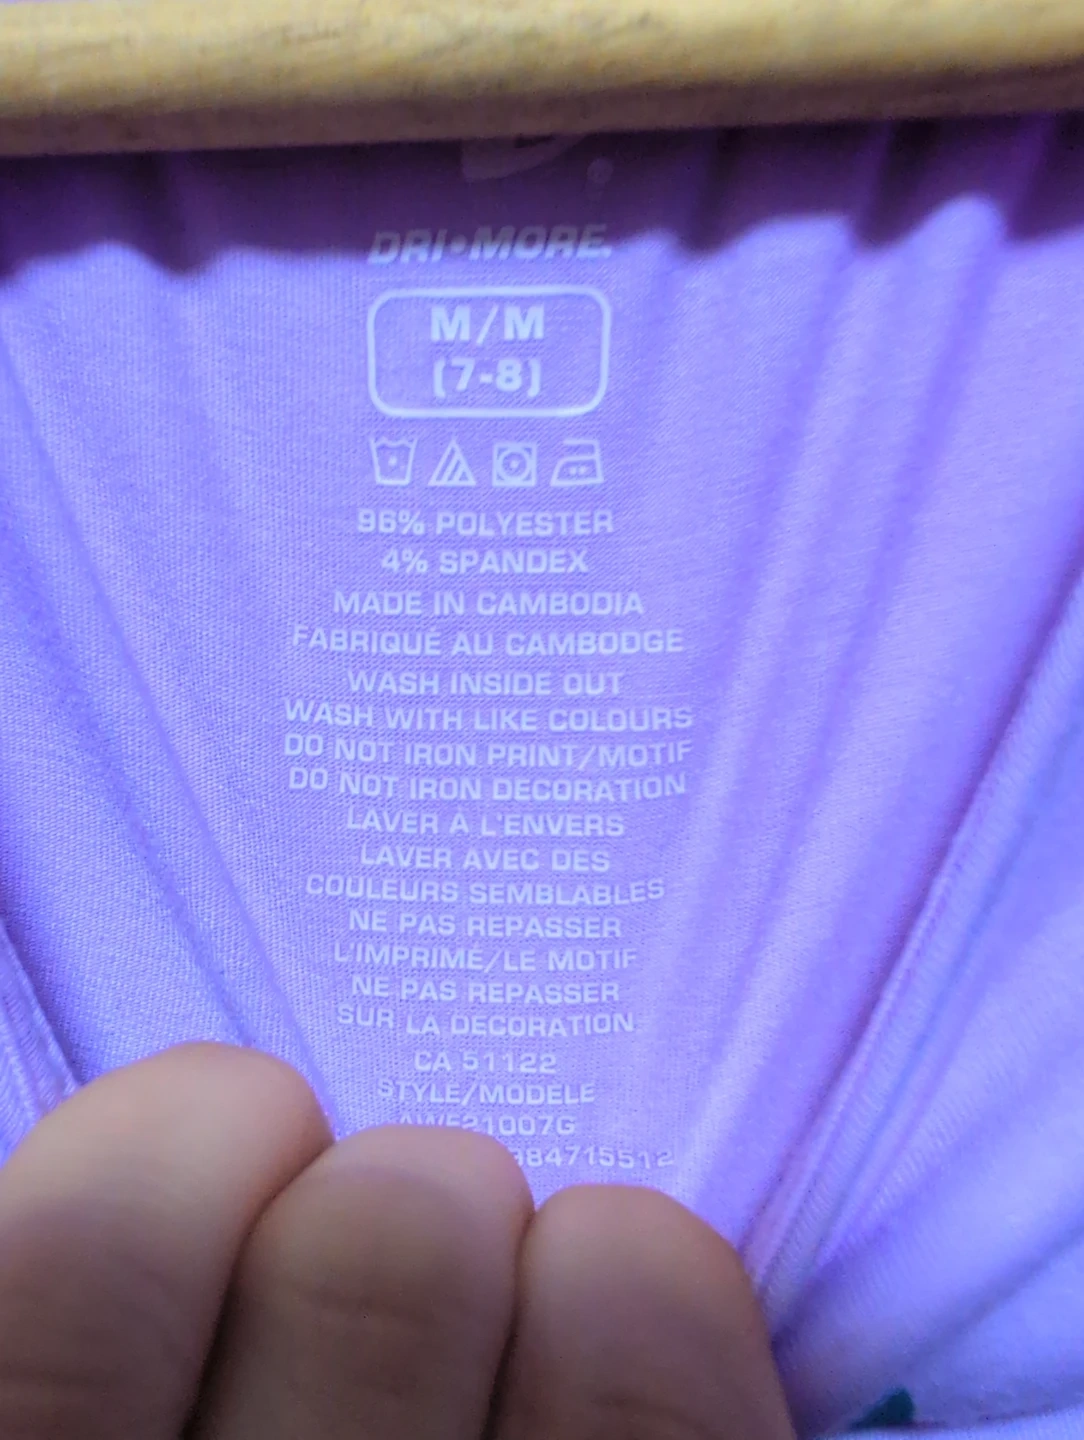 DRI•MORE
M/M
(7-8)
96% POLYESTER
4% SPANDEX
MADE IN CAMBODIA
FABRIQUÉ AU CAMBODGE
WASH INSIDE OUT
WASH WITH LIKE COLOURS
DO NOT IRON PRINT/MOTIF
DO NOT IRON DECORATION
LAVER À L'ENVERS
LAVER AVEC DES
COULEURS SEMBLABLES
NE PAS REPASSER
L'IMPRIMÉ/LE MOTIF
NE PAS REPASSER
SUR LA DECORATION
CA 51122
STYLE/MODÈLE